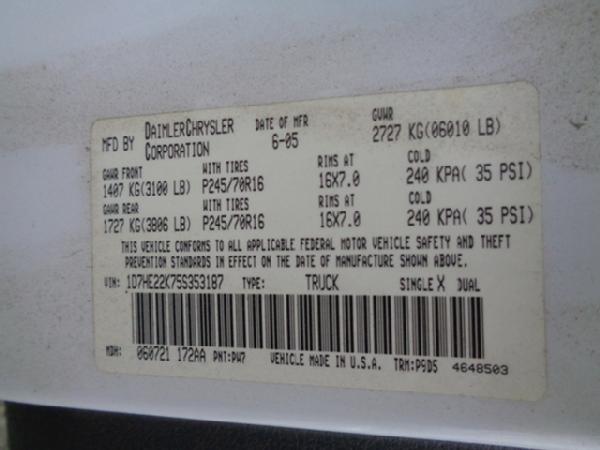 MFD BY DAIMLERCHRYSLER CORPORATION DATE OF MFR 6-05 GVWR 2727 KG(06010 LB)
GAWR FRONT WITH TIRES RIMS AT COLD
1407 KG(3100 LB) P245/70R16 16X7.0 240 KPA( 35 PSI)
GAWR REAR WITH TIRES RIMS AT COLD
1727 KG(3806 LB) P245/70R16 16X7.0 240 KPA( 35 PSI)
THIS VEHICLE CONFORMS TO ALL APPLICABLE FEDERAL MOTOR VEHICLE SAFETY AND THEFT
PREVENTION STANDARDS IN EFFECT ON THE DATE OF MANUFACTURE SHOWN ABOVE.
VIN: 1D7HE22K75S353187 TYPE: TRUCK SINGLE X DUAL
MDH: 060721 172AA PNT:PW7 VEHICLE MADE IN U.S.A. TRM:P9D5 4648503